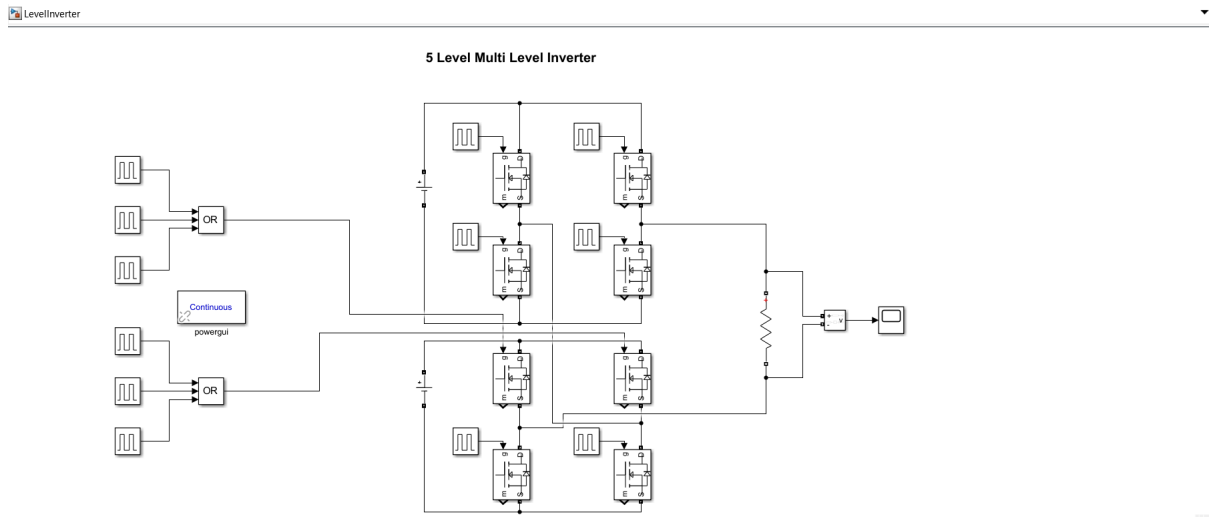 LevelInverter
5 Level Multi Level Inverter
g D
m S
g D
m S
OR
g D
m S
g D
m S
Continuous
powergui
+
+
-
v
g D
m S
g D
m S
OR
+
g D
m S
g D
m S